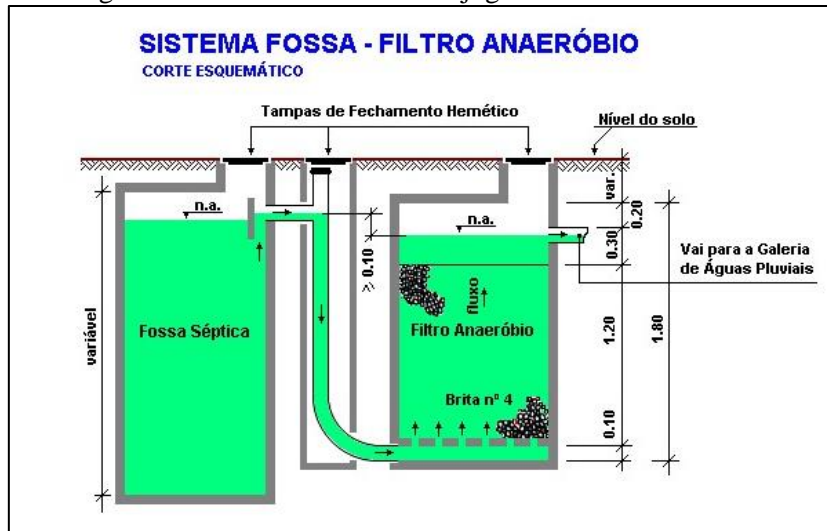 SISTEMA FOSSA - FILTRO ANAERÓBIO
CORTE ESQUEMÁTICO
Tampas de Fechamento Hemético
Nível do solo
n.a.
n.a.
var.
0.20
0.30
≥ 0.10
Vai para a Galeria
de Águas Pluviais
variável
Fossa Séptica
fluxo
Filtro Anaeróbio
1.20
1.80
Brita nº 4
0.10